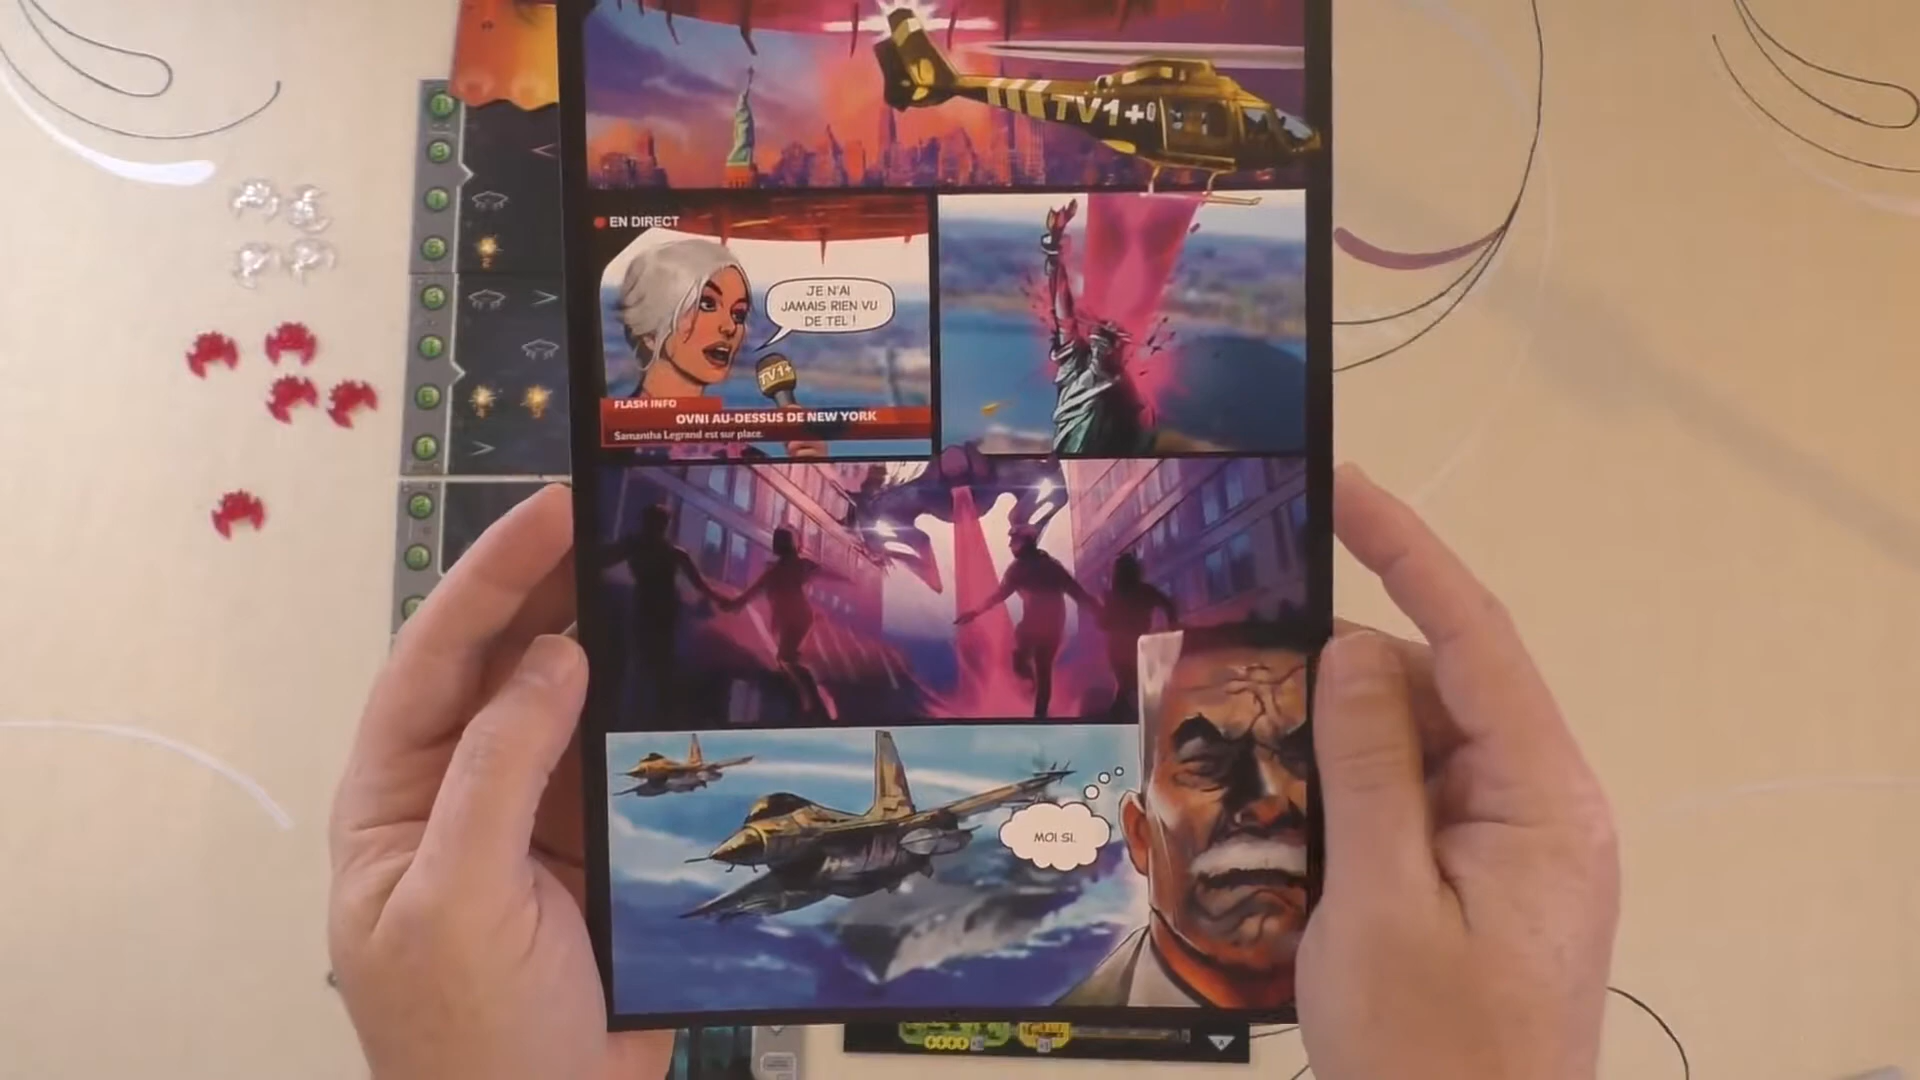 TV1+
EN DIRECT
JE N'AI
JAMAIS RIEN VU
DE TEL !
TV1+
FLASH INFO
OVNI AU-DESSUS DE NEW YORK
Samantha Legrand est sur place.
MOI SI.